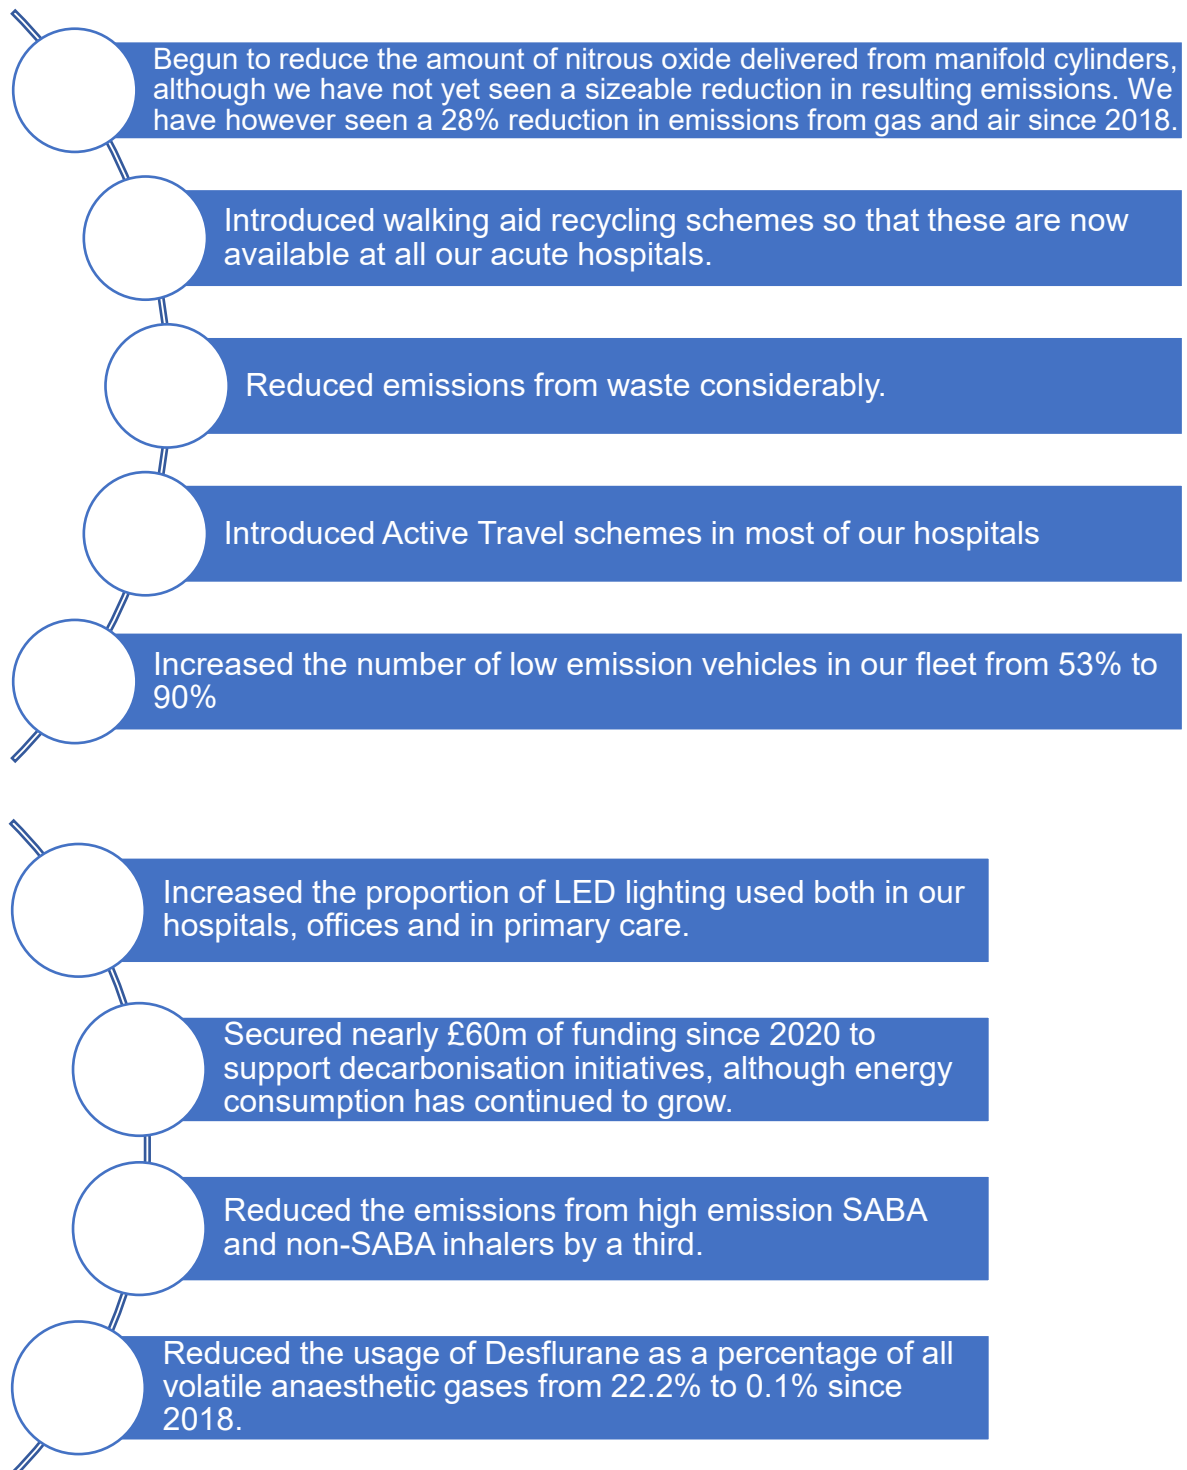 Begun to reduce the amount of nitrous oxide delivered from manifold cylinders,
although we have not yet seen a sizeable reduction in resulting emissions. We
have however seen a 28% reduction in emissions from gas and air since 2018.
Introduced walking aid recycling schemes so that these are now
available at all our acute hospitals.
Reduced emissions from waste considerably.
Introduced Active Travel schemes in most of our hospitals
Increased the number of low emission vehicles in our fleet from 53% to
90%
Increased the proportion of LED lighting used both in our
hospitals, offices and in primary care.
Secured nearly £60m of funding since 2020 to
support decarbonisation initiatives, although energy
consumption has continued to grow.
Reduced the emissions from high emission SABA
and non-SABA inhalers by a third.
Reduced the usage of Desflurane as a percentage of all
volatile anaesthetic gases from 22.2% to 0.1% since
2018.